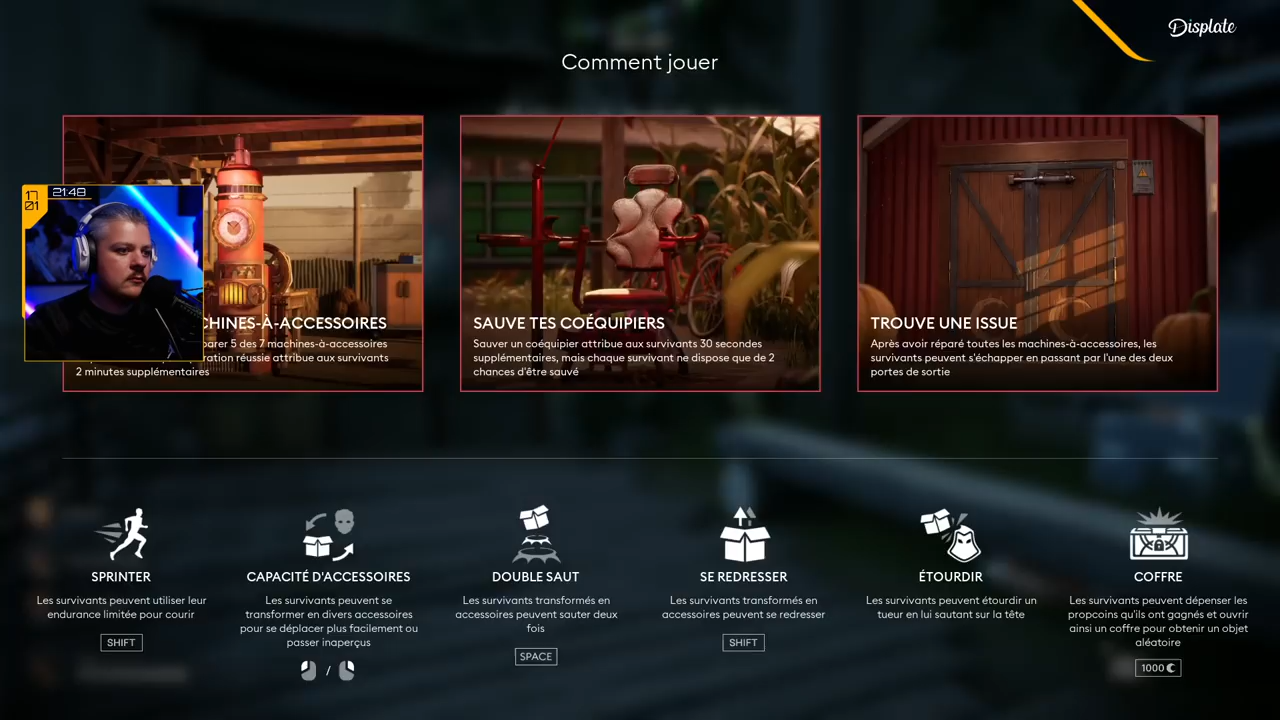 Displate
Comment jouer
17
01
21:49
CHINES-À-ACCESSOIRES
parer 5 des 7 machines-à-accessoires
ration réussie attribue aux survivants
2 minutes supplémentaires
SAUVE TES COÉQUIPIERS
Sauver un coéquipier attribue aux survivants 30 secondes
supplémentaires, mais chaque survivant ne dispose que de 2
chances d'être sauvé
TROUVE UNE ISSUE
Après avoir réparé toutes les machines-à-accessoires, les
survivants peuvent s'échapper en passant par l'une des deux
portes de sortie
SPRINTER
Les survivants peuvent utiliser leur
endurance limitée pour courir
SHIFT
CAPACITÉ D'ACCESSOIRES
Les survivants peuvent se
transformer en divers accessoires
pour se déplacer plus facilement ou
passer inaperçus
/
DOUBLE SAUT
Les survivants transformés en
accessoires peuvent sauter deux
fois
SPACE
SE REDRESSER
Les survivants transformés en
accessoires peuvent se redresser
SHIFT
ÉTOURDIR
Les survivants peuvent étourdir un
tueur en lui sautant sur la tête
COFFRE
Les survivants peuvent dépenser les
propcoins qu'ils ont gagnés et ouvrir
ainsi un coffre pour obtenir un objet
aléatoire
1000